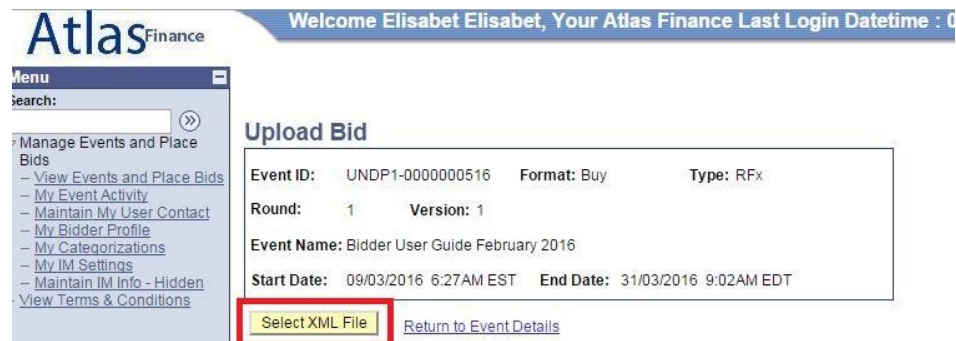 Atlas Finance
Welcome Elisabet Elisabet, Your Atlas Finance Last Login Datetime : 0
Menu
Search:
Manage Events and Place
Bids
– View Events and Place Bids
– My Event Activity
– Maintain My User Contact
– My Bidder Profile
– My Categorizations
– My IM Settings
– Maintain IM Info - Hidden
– View Terms & Conditions
Upload Bid
Event ID: UNDP1-0000000516 Format: Buy Type: RFx
Round: 1 Version: 1
Event Name: Bidder User Guide February 2016
Start Date: 09/03/2016 6:27AM EST End Date: 31/03/2016 9:02AM EDT
Select XML File Return to Event Details